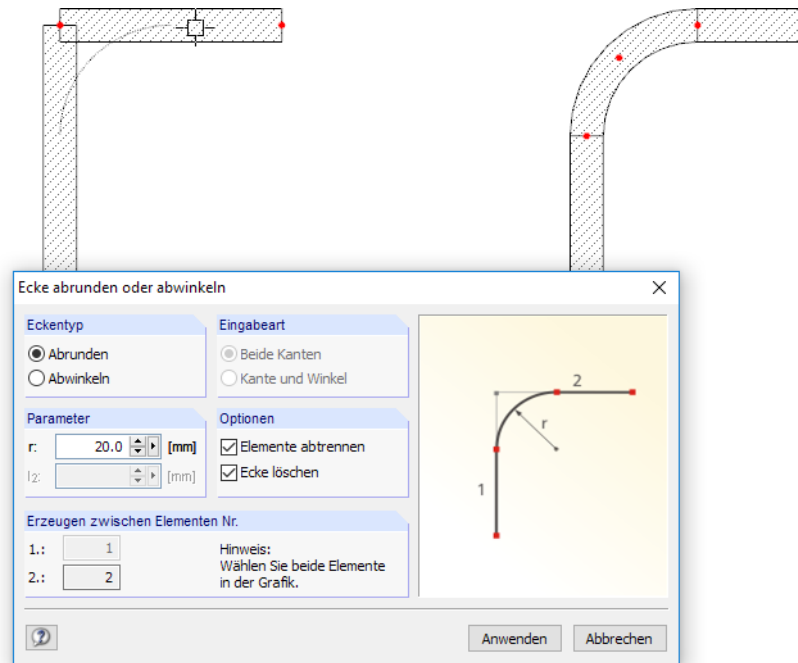 Ecke abrunden oder abwinkeln
Eckentyp
Abrunden
Abwinkeln
Eingabeart
Beide Kanten
Kante und Winkel
Parameter
r: 20.0 [mm]
l2: [mm]
Optionen
Elemente abtrennen
Ecke löschen
Erzeugen zwischen Elementen Nr.
1.: 1
2.: 2
Hinweis:
Wählen Sie beide Elemente
in der Grafik.
2
r
1
Anwenden
Abbrechen